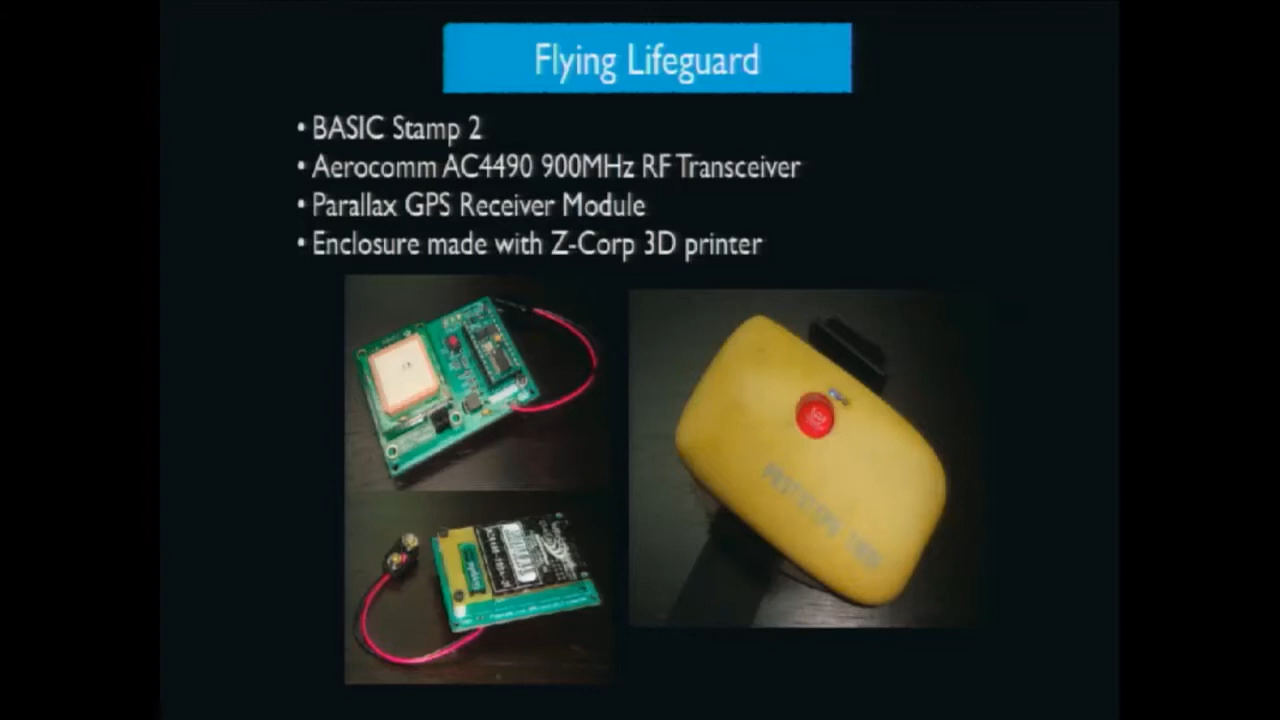 Flying Lifeguard
• BASIC Stamp 2
• Aerocomm AC4490 900MHz RF Transceiver
• Parallax GPS Receiver Module
• Enclosure made with Z-Corp 3D printer